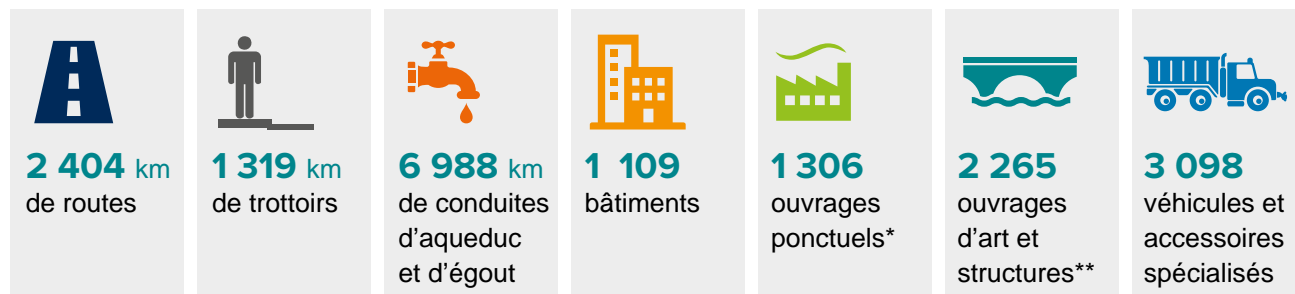 2 404 km
de routes
1 319 km
de trottoirs
6 988 km
de conduites
d’aqueduc
et d’égout
1 109
bâtiments
1 306
ouvrages
ponctuels*
2 265
ouvrages
d’art et
structures**
3 098
véhicules et
accessoires
spécialisés